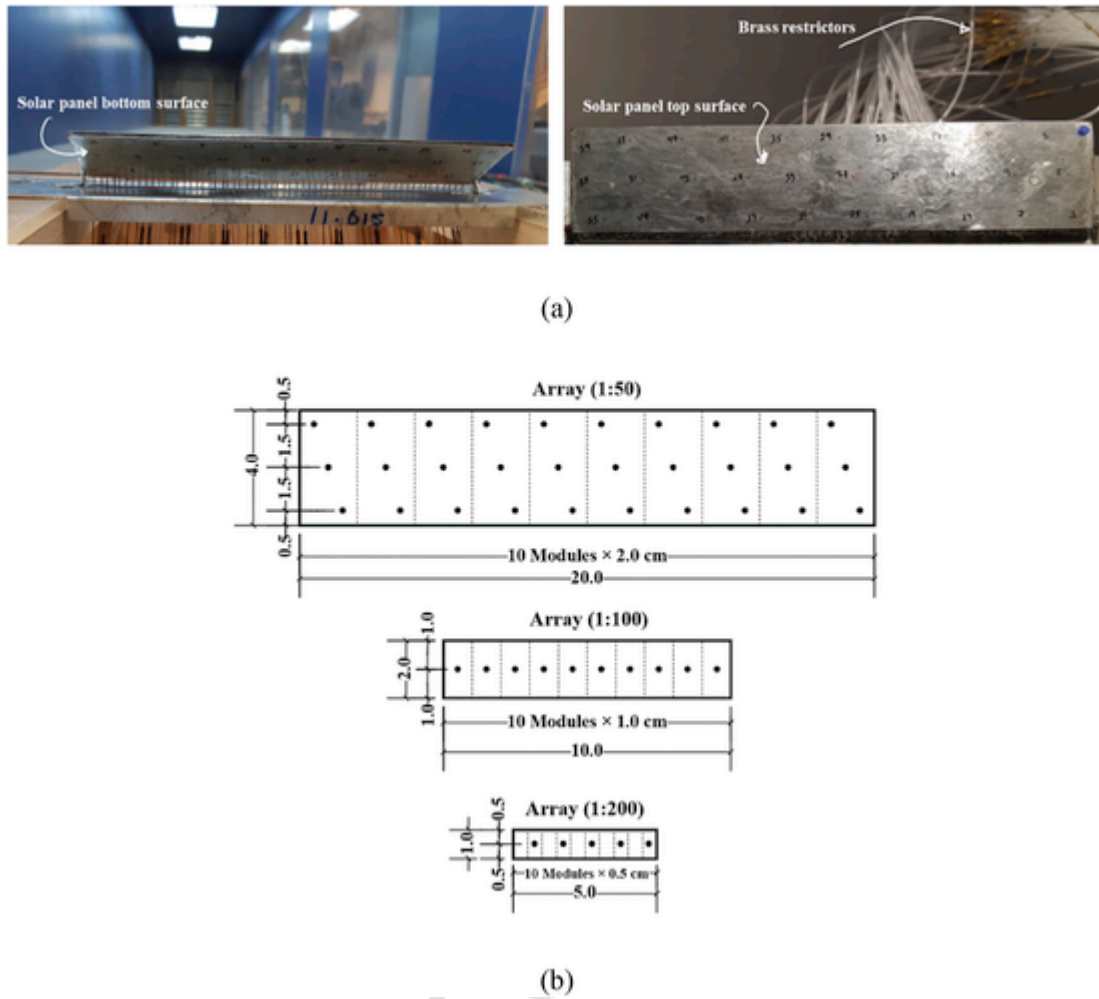 Solar panel bottom surface
11.015
Brass restrictors
Solar panel top surface
(a)
Array (1:50)
0.5
1.5
4.0
1.5
0.5
10 Modules × 2.0 cm
20.0
Array (1:100)
1.0
2.0
1.0
10 Modules × 1.0 cm
10.0
Array (1:200)
0.5
1.0
0.5
10 Modules × 0.5 cm
5.0
(b)